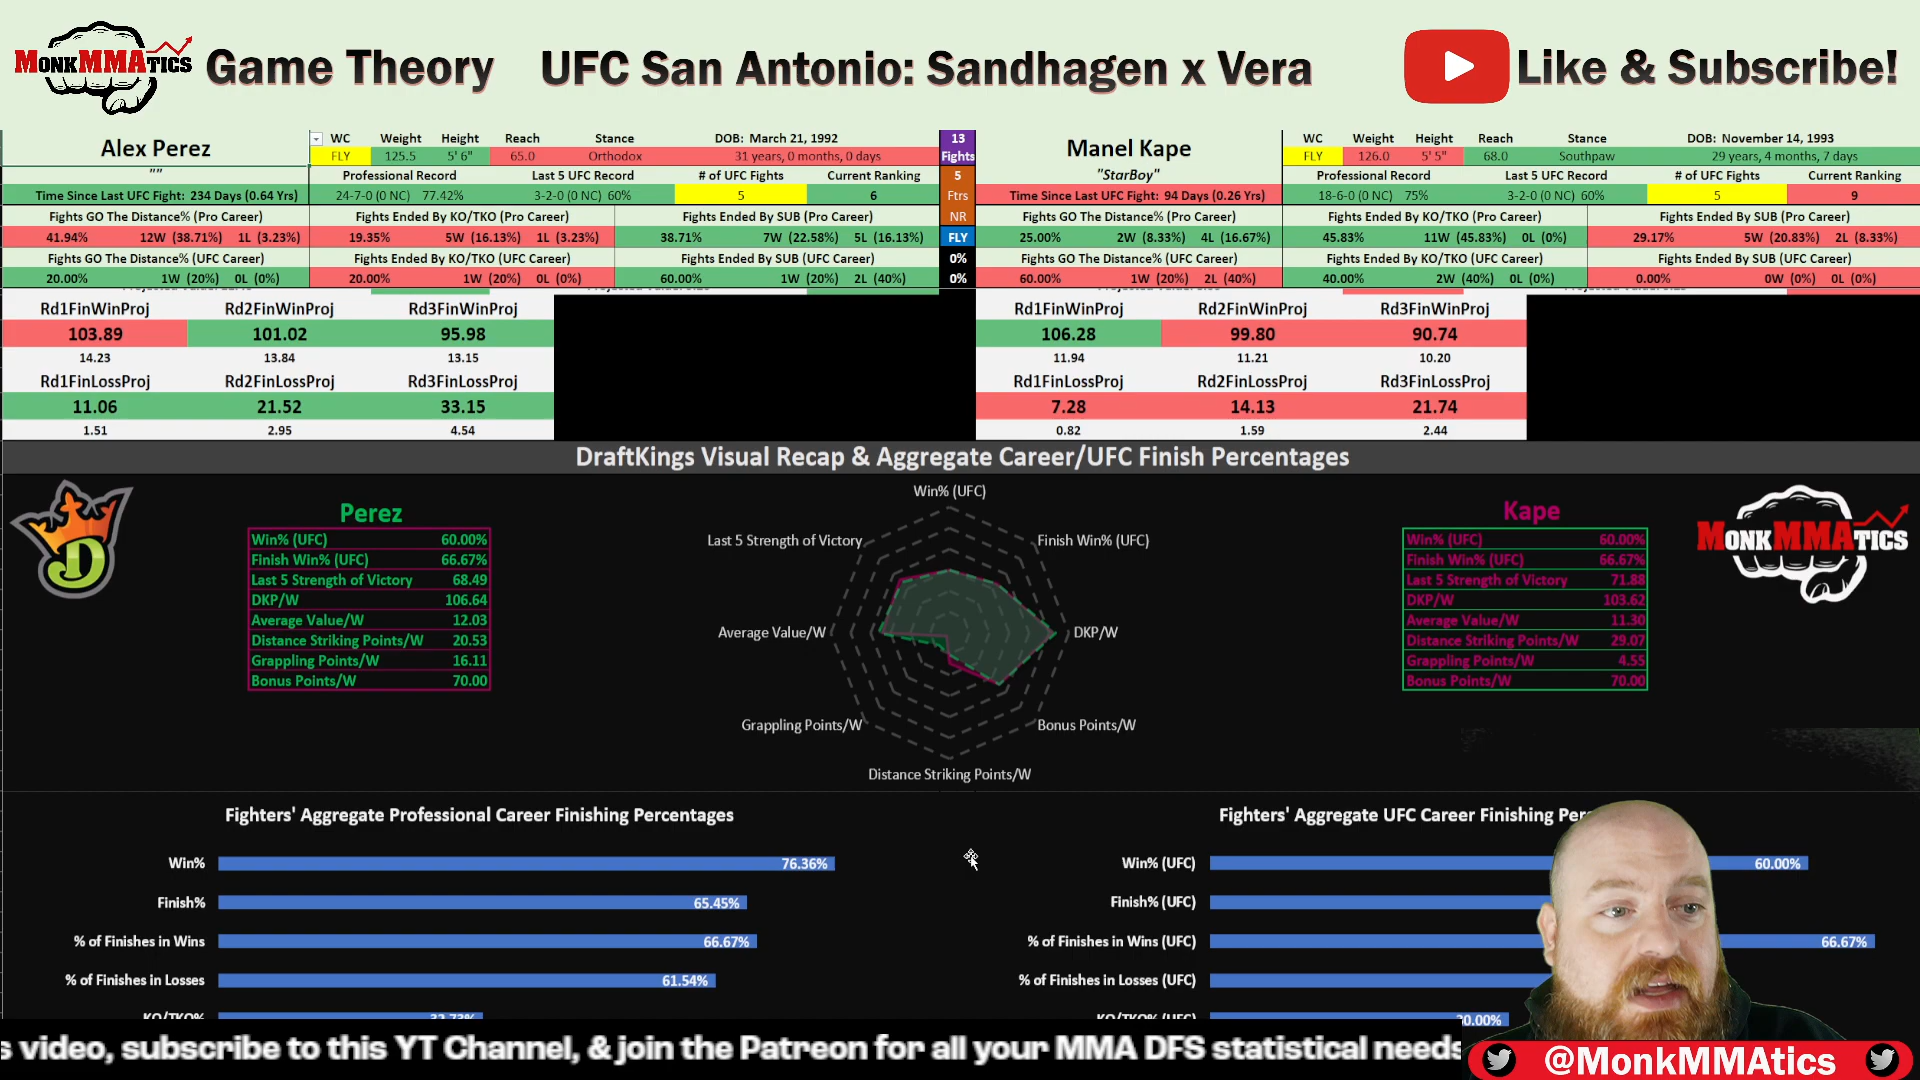 MONKMMATICS Game Theory UFC San Antonio: Sandhagen x Vera Like & Subscribe!
Alex Perez
""
WC Weight Height Reach Stance DOB: March 21, 1992
FLY 125.5 5' 6" 65.0 Orthodox 31 years, 0 months, 0 days
Professional Record Last 5 UFC Record # of UFC Fights Current Ranking
Time Since Last UFC Fight: 234 Days (0.64 Yrs) 24-7-0 (0 NC) 77.42% 3-2-0 (0 NC) 60% 5 6
Fights GO The Distance% (Pro Career) Fights Ended By KO/TKO (Pro Career) Fights Ended By SUB (Pro Career)
41.94% 12W (38.71%) 1L (3.23%) 19.35% 5W (16.13%) 1L (3.23%) 38.71% 7W (22.58%) 5L (16.13%)
Fights GO The Distance% (UFC Career) Fights Ended By KO/TKO (UFC Career) Fights Ended By SUB (UFC Career)
20.00% 1W (20%) 0L (0%) 20.00% 1W (20%) 0L (0%) 60.00% 1W (20%) 2L (40%)
13
Fights
5
Ftrs
NR
FLY
0%
0%
Manel Kape
"StarBoy"
WC Weight Height Reach Stance DOB: November 14, 1993
FLY 126.0 5' 5" 68.0 Southpaw 29 years, 4 months, 7 days
Professional Record Last 5 UFC Record # of UFC Fights Current Ranking
Time Since Last UFC Fight: 94 Days (0.26 Yrs) 18-6-0 (0 NC) 75% 3-2-0 (0 NC) 60% 5 9
Fights GO The Distance% (Pro Career) Fights Ended By KO/TKO (Pro Career) Fights Ended By SUB (Pro Career)
25.00% 2W (8.33%) 4L (16.67%) 45.83% 11W (45.83%) 0L (0%) 29.17% 5W (20.83%) 2L (8.33%)
Fights GO The Distance% (UFC Career) Fights Ended By KO/TKO (UFC Career) Fights Ended By SUB (UFC Career)
60.00% 1W (20%) 2L (40%) 40.00% 2W (40%) 0L (0%) 0.00% 0W (0%) 0L (0%)
Rd1FinWinProj Rd2FinWinProj Rd3FinWinProj
103.89 101.02 95.98
14.23 13.84 13.15
Rd1FinLossProj Rd2FinLossProj Rd3FinLossProj
11.06 21.52 33.15
1.51 2.95 4.54
Rd1FinWinProj Rd2FinWinProj Rd3FinWinProj
106.28 99.80 90.74
11.94 11.21 10.20
Rd1FinLossProj Rd2FinLossProj Rd3FinLossProj
7.28 14.13 21.74
0.82 1.59 2.44
DraftKings Visual Recap & Aggregate Career/UFC Finish Percentages
Perez
Win% (UFC) 60.00%
Finish Win% (UFC) 66.67%
Last 5 Strength of Victory 68.49
DKP/W 106.64
Average Value/W 12.03
Distance Striking Points/W 20.53
Grappling Points/W 16.11
Bonus Points/W 70.00
Win% (UFC)
Last 5 Strength of Victory Finish Win% (UFC)
Average Value/W DKP/W
Grappling Points/W Bonus Points/W
Distance Striking Points/W
Kape
Win% (UFC) 60.00%
Finish Win% (UFC) 66.67%
Last 5 Strength of Victory 71.88
DKP/W 103.62
Average Value/W 11.30
Distance Striking Points/W 29.07
Grappling Points/W 4.55
Bonus Points/W 70.00
MONKMMATICS
Fighters' Aggregate Professional Career Finishing Percentages
Win% 76.36%
Finish% 65.45%
% of Finishes in Wins 66.67%
% of Finishes in Losses 61.54%
KO/TKO% 32.73%
Fighters' Aggregate UFC Career Finishing Per
Win% (UFC) 60.00%
Finish% (UFC)
% of Finishes in Wins (UFC) 66.67%
% of Finishes in Losses (UFC)
KO/TKO% (UFC) 30.00%
s video, subscribe to this YT Channel, & join the Patreon for all your MMA DFS statistical needs
@MonkMMAtics